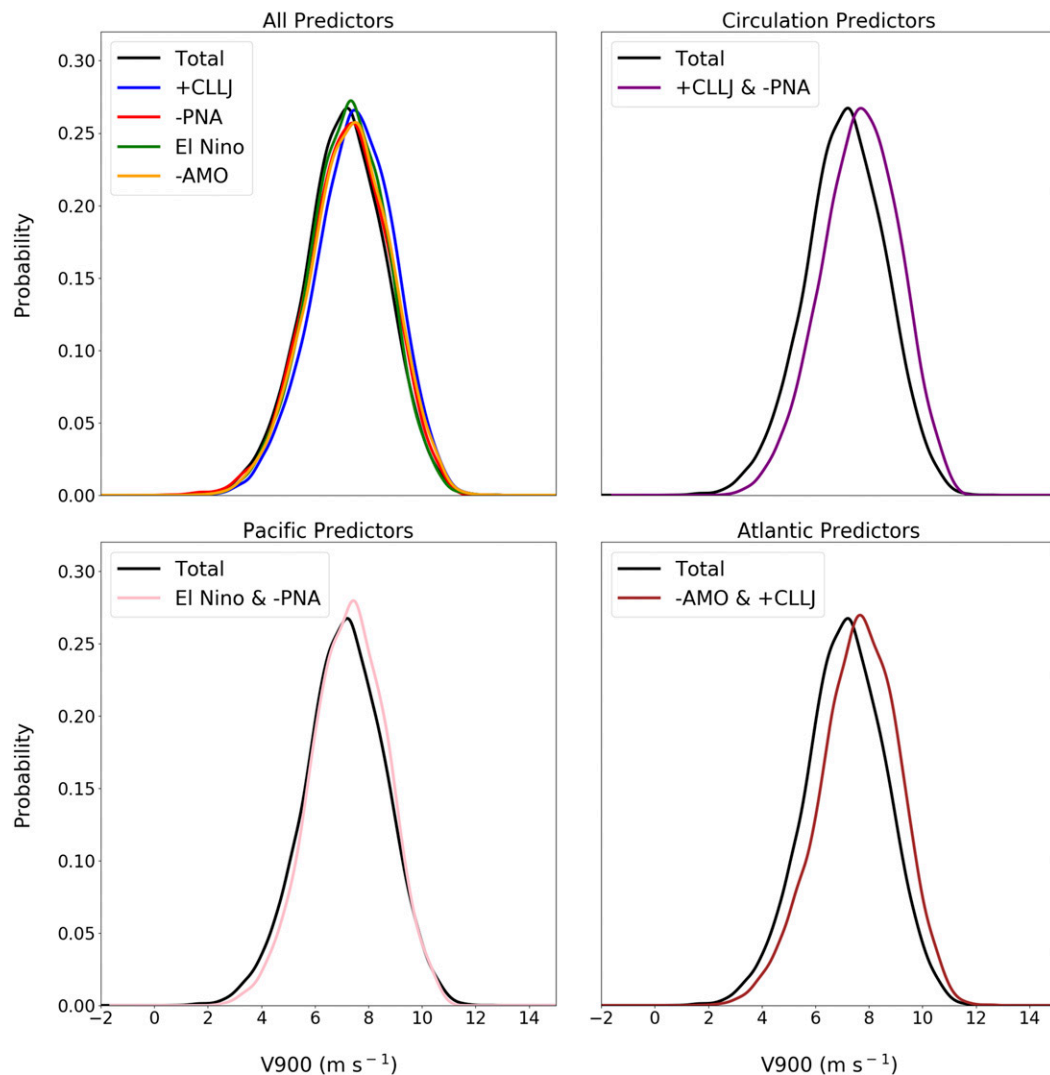 All Predictors
Total
+CLLJ
-PNA
El Nino
-AMO
Probability
0.30
0.25
0.20
0.15
0.10
0.05
0.00
Circulation Predictors
Total
+CLLJ & -PNA
Pacific Predictors
Total
El Nino & -PNA
Probability
0.30
0.25
0.20
0.15
0.10
0.05
0.00
−2 0 2 4 6 8 10 12 14
V900 (m s⁻¹)
Atlantic Predictors
Total
-AMO & +CLLJ
−2 0 2 4 6 8 10 12 14
V900 (m s⁻¹)